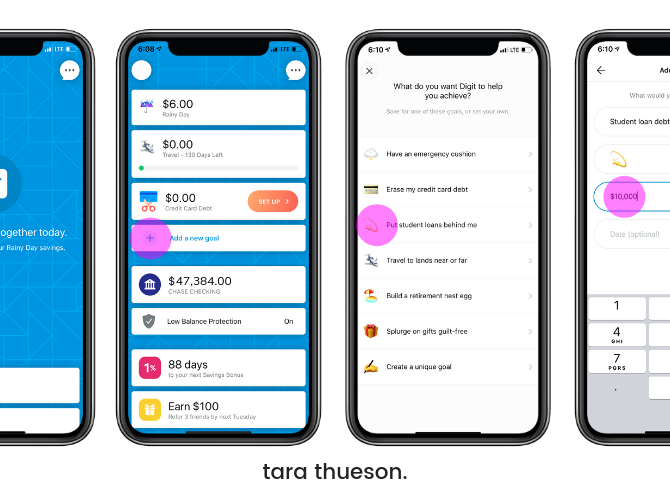 ogether today.
ur Rainy Day savings.
6:08
LTE
$6.00
Rainy Day
$0.00
Travel - 130 Days Left
$0.00
Credit Card Debt
SET UP
Add a new goal
$47,384.00
CHASE CHECKING
Low Balance Protection On
1%
88 days
to your next Savings Bonus
Earn $100
Refer 3 friends by next Tuesday
6:10
LTE
What do you want Digit to help
you achieve?
Save for one of these goals, or set your own
Have an emergency cushion
Erase my credit card debt
Put student loans behind me
Travel to lands near or far
Build a retirement nest egg
Splurge on gifts guilt-free
Create a unique goal
6:10
Ad
What would y
Student loan debt
$10,000
Date (optional)
1
4
GHI
7
PQRS
.
LTE
tara thueson.